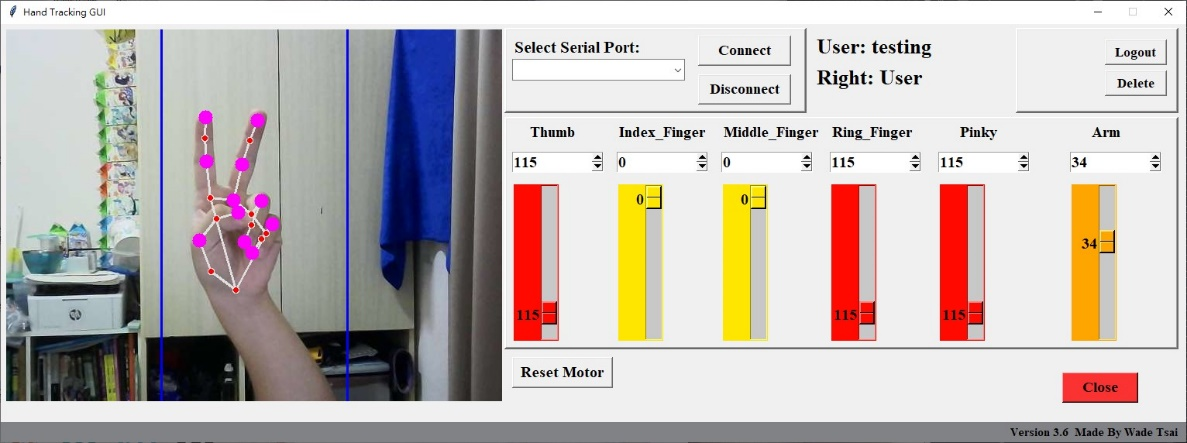 Hand Tracking GUI
Select Serial Port:
Connect
Disconnect
User: testing
Right: User
Logout
Delete
Thumb Index_Finger Middle_Finger Ring_Finger Pinky Arm
115 0 0 115 115 34
0 0
34
115 115 115
Reset Motor
Close
Version 3.6 Made By Wade Tsai